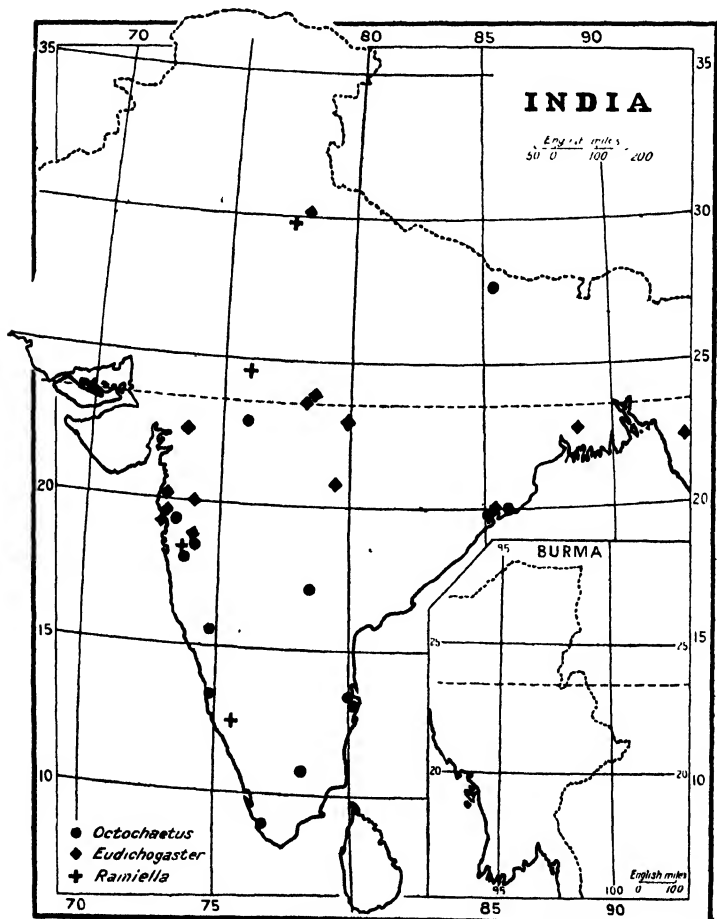 70 80 85 90
35 35
INDIA
English miles
50 0 100 200
30
25
20 20
95 BURMA
15 15
25 25
20 20
10 10
● Octochaetus
◆ Eudichogaster
+ Ramiella
English miles
95 0 100 100
70 75 85 90